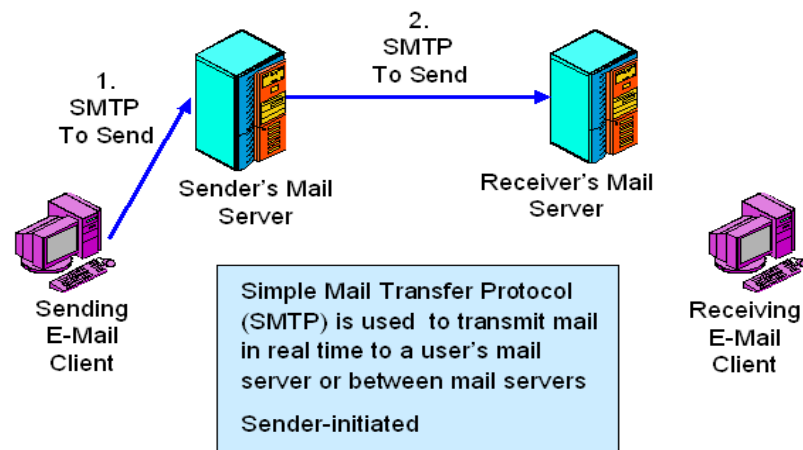 1.
SMTP
To Send
2.
SMTP
To Send
Sender's Mail
Server
Receiver's Mail
Server
Sending
E-Mail
Client
Simple Mail Transfer Protocol
(SMTP) is used to transmit mail
in real time to a user's mail
server or between mail servers
Sender-initiated
Receiving
E-Mail
Client